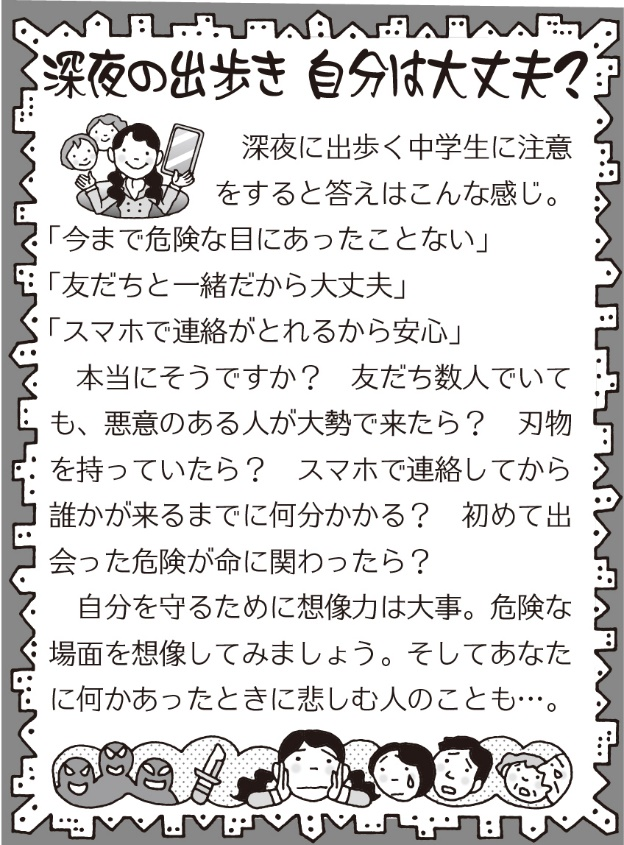 深夜の出歩き 自分は大丈夫?
深夜に出歩く中学生に注意
をすると答えはこんな感じ。
「今まで危険な目にあったことない」
「友だちと一緒だから大丈夫」
「スマホで連絡がとれるから安心」
本当にそうですか? 友だち数人でいて
も、悪意のある人が大勢で来たら? 刃物
を持っていたら? スマホで連絡してから
誰かが来るまでに何分かかる? 初めて出
会った危険が命に関わったら?
自分を守るために想像力は大事。危険な
場面を想像してみましょう。そしてあなた
に何かあったときに悲しむ人のことも…。